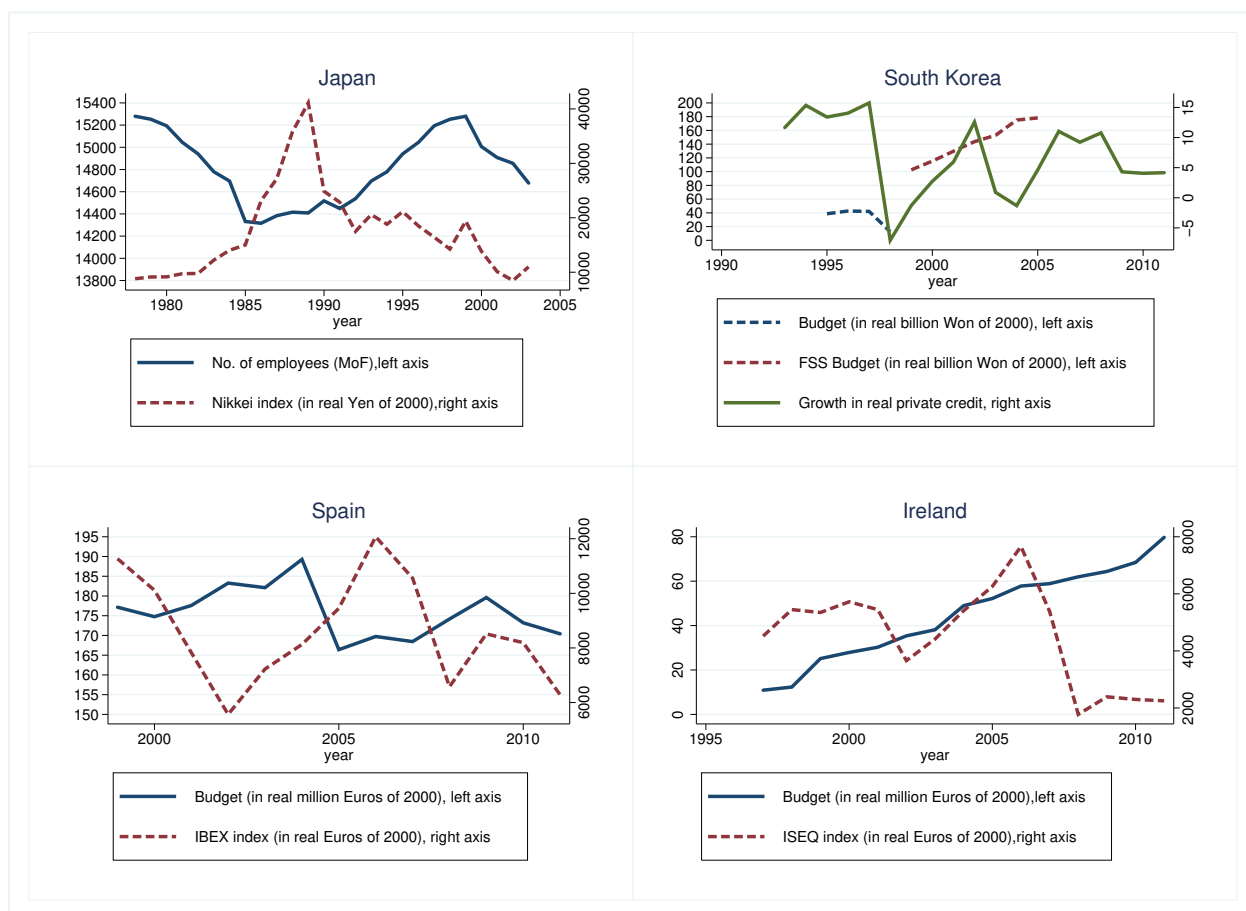 Japan
15400
15200
15000
14800
14600
14400
14200
14000
13800
40000
30000
20000
10000
1980 1985 1990 1995 2000 2005
year
No. of employees (MoF),left axis
Nikkei index (in real Yen of 2000),right axis
South Korea
200
180
160
140
120
100
80
60
40
20
0
15
10
5
0
−5
1990 1995 2000 2005 2010
year
Budget (in real billion Won of 2000), left axis
FSS Budget (in real billion Won of 2000), left axis
Growth in real private credit, right axis
Spain
195
190
185
180
175
170
165
160
155
150
12000
10000
8000
6000
2000 2005 2010
year
Budget (in real million Euros of 2000), left axis
IBEX index (in real Euros of 2000), right axis
Ireland
80
60
40
20
0
8000
6000
4000
2000
1995 2000 2005 2010
year
Budget (in real million Euros of 2000),left axis
ISEQ index (in real Euros of 2000),right axis